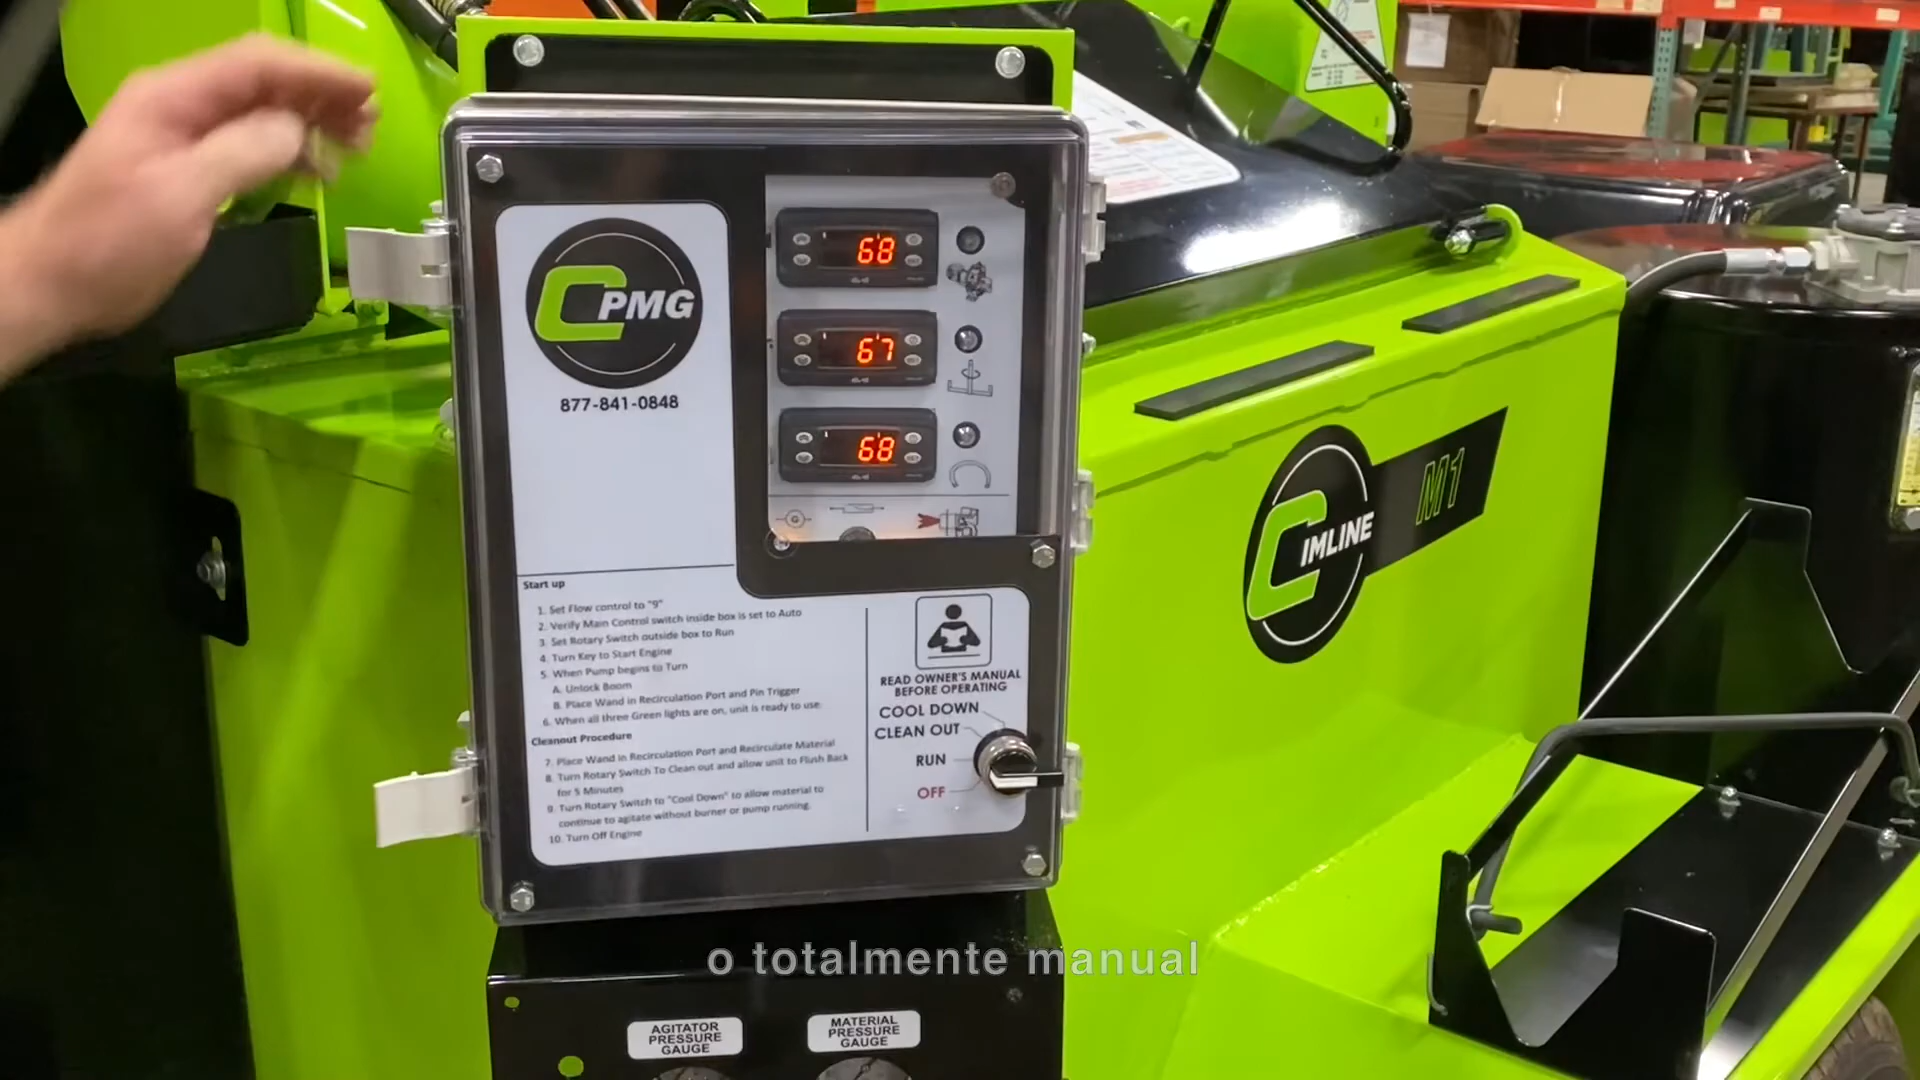 CPMG
877-841-0848
68
67
68
Start up
1. Set Flow control to "9"
2. Verify Main Control switch inside box is set to Auto
3. Set Rotary Switch outside box to Run
4. Turn Key to Start Engine
5. When Pump begins to Turn
A. Unlock Boom
B. Place Wand in Recirculation Port and Pin Trigger
6. When all three Green lights are on, unit is ready to use.
Cleanout Procedure
7. Place Wand in Recirculation Port and Recirculate Material
8. Turn Rotary Switch To Clean out and allow unit to Flush Back
for 5 Minutes
9. Turn Rotary Switch to "Cool Down" to allow material to
continue to agitate without burner or pump running.
10. Turn Off Engine
READ OWNER'S MANUAL
BEFORE OPERATING
COOL DOWN
CLEAN OUT
RUN
OFF
CIMLINE
M1
o totalmente manual
AGITATOR
PRESSURE
GAUGE
MATERIAL
PRESSURE
GAUGE